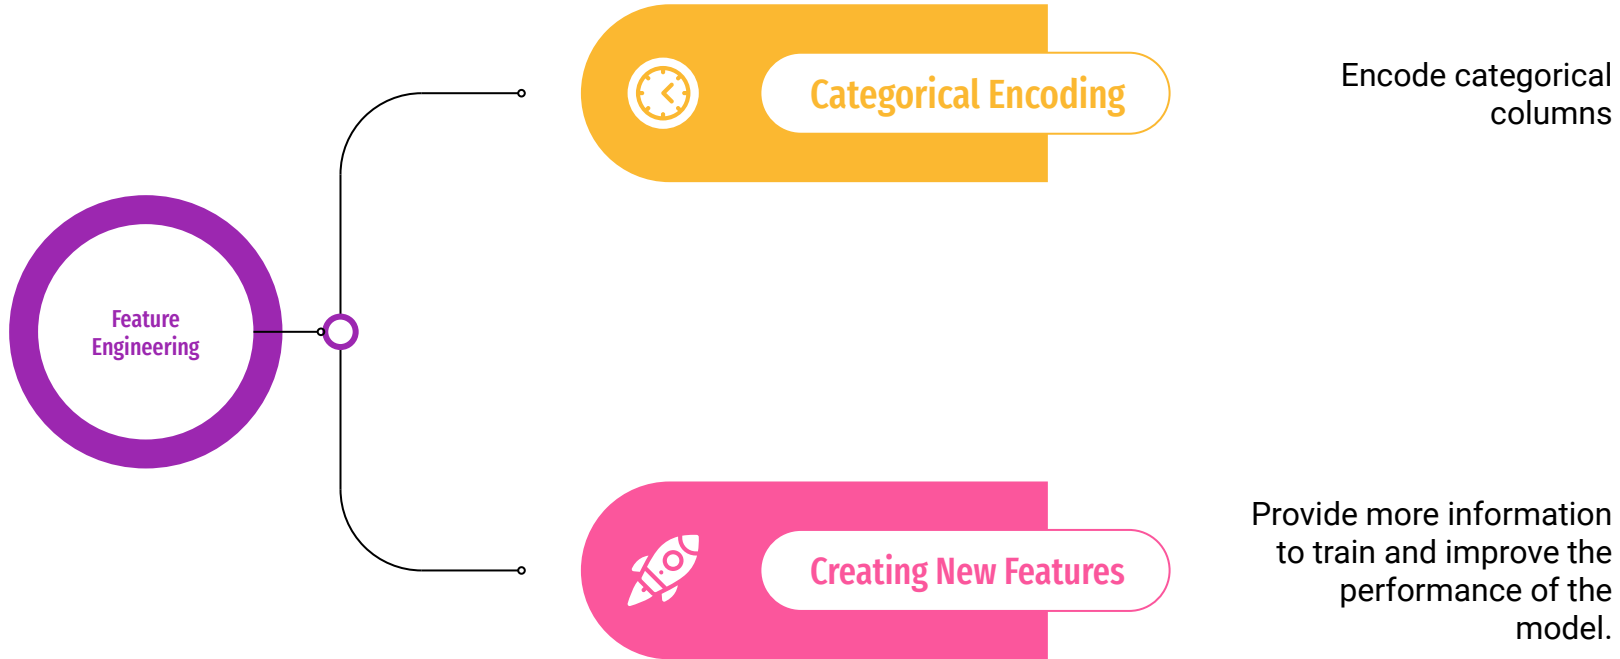 Feature
Engineering
Categorical Encoding
Encode categorical
columns
Creating New Features
Provide more information
to train and improve the
performance of the
model.